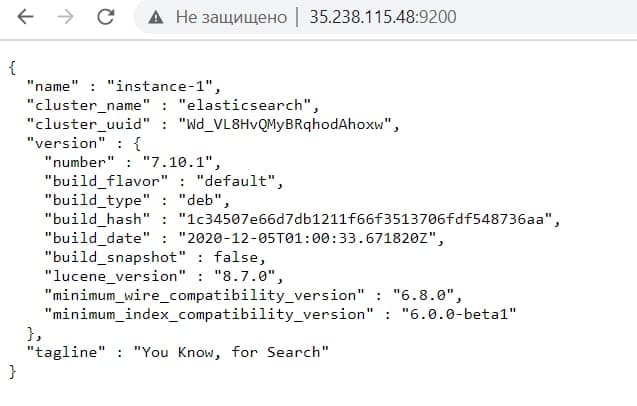 Не защищено | 35.238.115.48:9200
{
"name" : "instance-1",
"cluster_name" : "elasticsearch",
"cluster_uuid" : "Wd_VL8HvQMyBRqhodAhoxw",
"version" : {
"number" : "7.10.1",
"build_flavor" : "default",
"build_type" : "deb",
"build_hash" : "1c34507e66d7db1211f66f3513706fdf548736aa",
"build_date" : "2020-12-05T01:00:33.671820Z",
"build_snapshot" : false,
"lucene_version" : "8.7.0",
"minimum_wire_compatibility_version" : "6.8.0",
"minimum_index_compatibility_version" : "6.0.0-beta1"
},
"tagline" : "You Know, for Search"
}